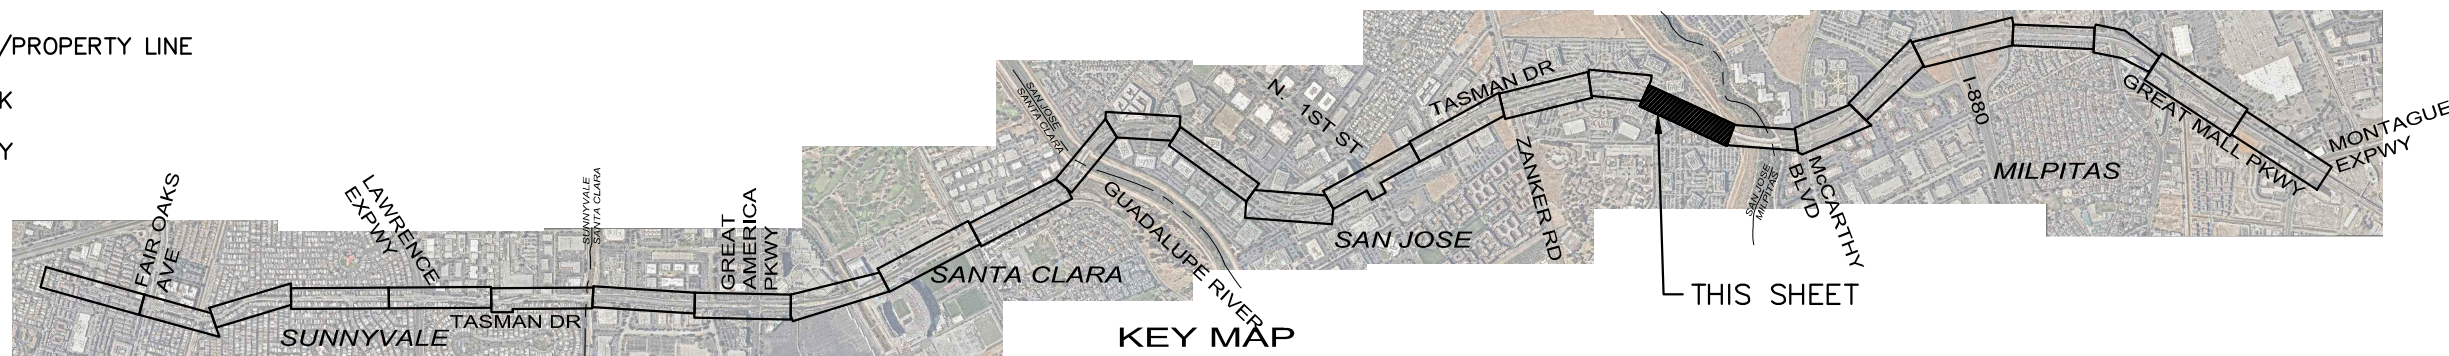 /PROPERTY LINE
K
Y
FAIR OAKS
AVE
LAWRENCE
EXPWY
SUNNYVALE
SANTA CLARA
GREAT
AMERICA
PKWY
TASMAN DR
SUNNYVALE
SANTA CLARA
SAN JOSE
SANTA CLARA
GUADALUPE RIVER
N. 1ST ST
TASMAN DR
SAN JOSE
ZANKER RD
THIS SHEET
SAN JOSE
MILPITAS
McCARTHY
BLVD
I-880
MILPITAS
GREAT MALL PKWY
MONTAGUE
EXPWY
KEY MAP